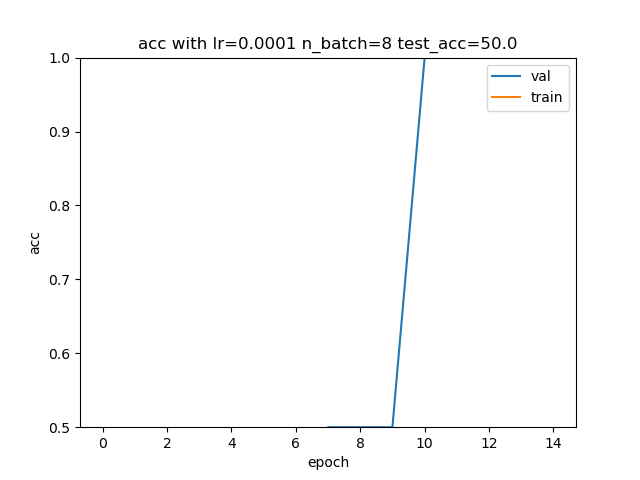 acc with lr=0.0001 n_batch=8 test_acc=50.0
1.0
0.9
0.8
0.7
0.6
0.5
acc
val
train
0 2 4 6 8 10 12 14
epoch